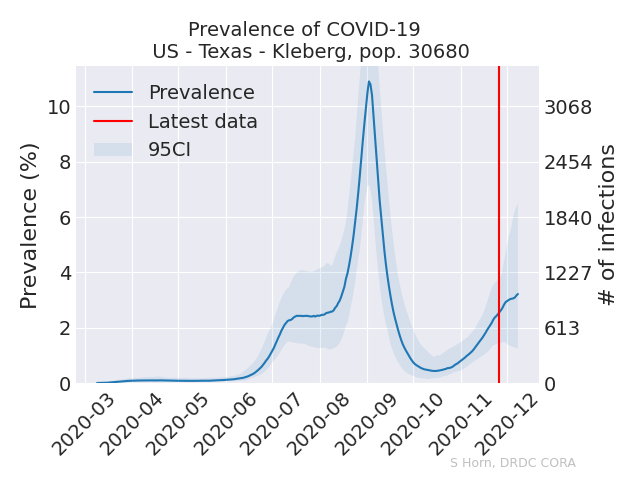 Prevalence of COVID-19
US - Texas - Kleberg, pop. 30680
Prevalence
Latest data
95CI
Prevalence (%)
10
8
6
4
2
0
3068
2454
1840
1227
613
0
# of infections
2020-03
2020-04
2020-05
2020-06
2020-07
2020-08
2020-09
2020-10
2020-11
2020-12
S Horn, DRDC CORA